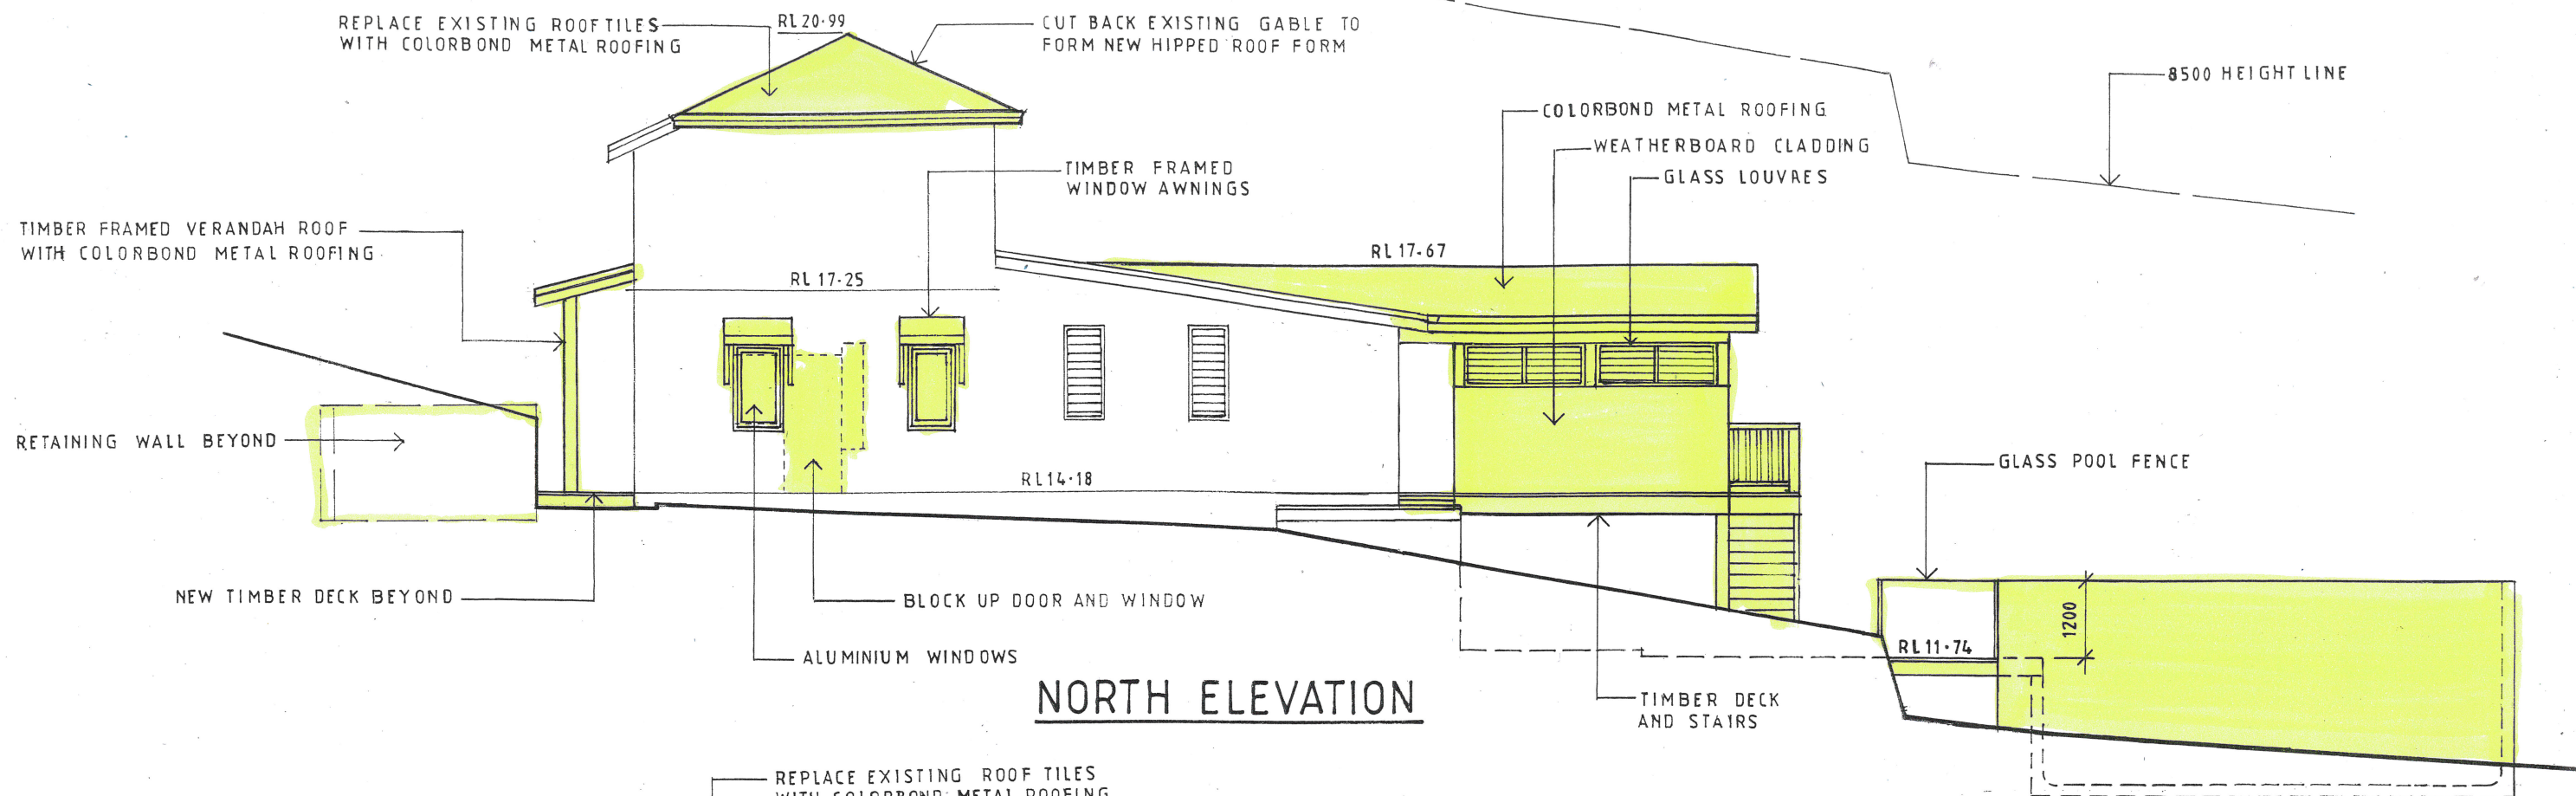 REPLACE EXISTING ROOF TILES
WITH COLORBOND METAL ROOFING
RL 20.99
CUT BACK EXISTING GABLE TO
FORM NEW HIPPED ROOF FORM
8500 HEIGHT LINE
COLORBOND METAL ROOFING
WEATHERBOARD CLADDING
GLASS LOUVRES
TIMBER FRAMED
WINDOW AWNINGS
TIMBER FRAMED VERANDAH ROOF
WITH COLORBOND METAL ROOFING
RL 17.67
RL 17.25
RETAINING WALL BEYOND
RL 14.18
GLASS POOL FENCE
NEW TIMBER DECK BEYOND
BLOCK UP DOOR AND WINDOW
1200
RL 11.74
ALUMINIUM WINDOWS
NORTH ELEVATION
TIMBER DECK
AND STAIRS
REPLACE EXISTING ROOF TILES
WITH COLORBOND METAL ROOFING